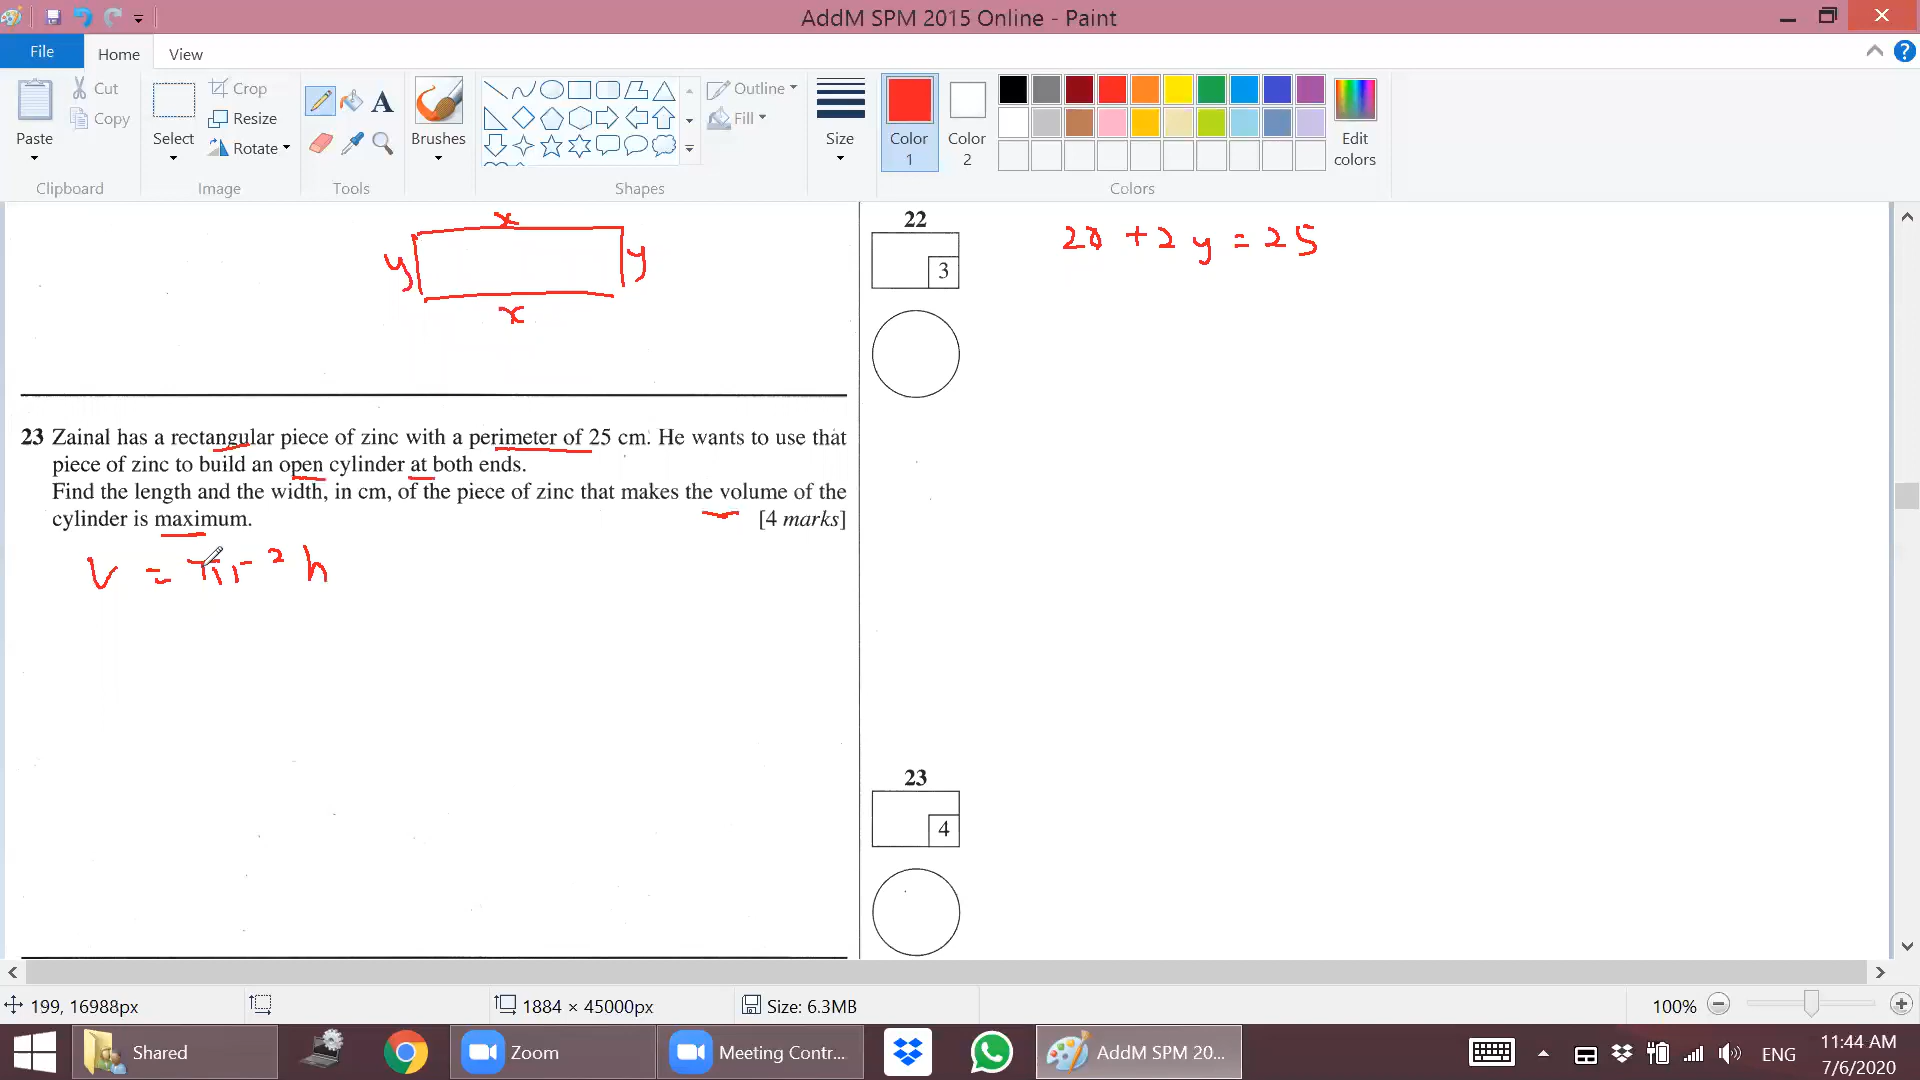 AddM SPM 2015 Online - Paint
File
Home
View
Paste
Cut
Copy
Clipboard
Select
Crop
Resize
Rotate
Image
A
Tools
Brushes
Outline
Fill
Shapes
Size
Color 1
Color 2
Edit colors
Colors
x
y
y
x
22
3
20 + 2 y = 25
23 Zainal has a rectangular piece of zinc with a perimeter of 25 cm. He wants to use that
piece of zinc to build an open cylinder at both ends.
Find the length and the width, in cm, of the piece of zinc that makes the volume of the
cylinder is maximum. [4 marks]
V = πr² h
23
4
199, 16988px
1884 × 45000px
Size: 6.3MB
100%
Shared
Zoom
Meeting Contr...
AddM SPM 20...
ENG
11:44 AM
7/6/2020